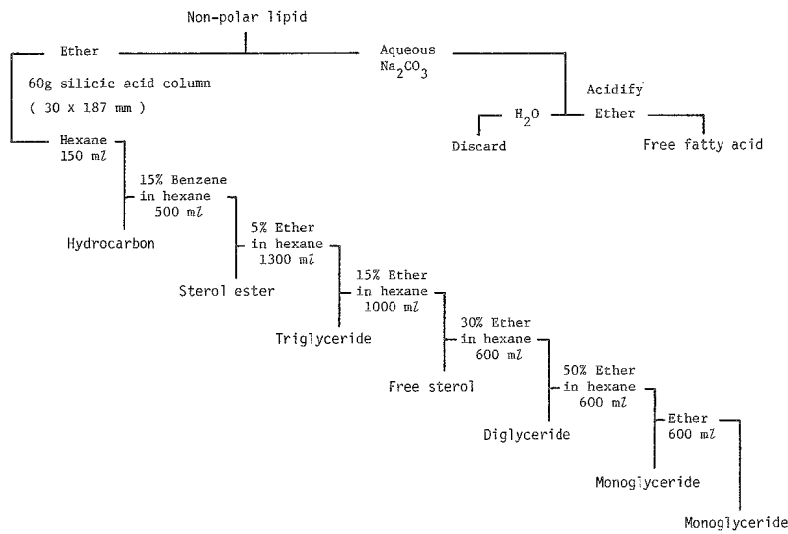 Non-polar lipid
Ether
Aqueous
Na2CO3
60g silicic acid column
( 30 X 187 mm )
Acidify
H2O
Ether
Discard
Free fatty acid
Hexane
150 ml
15% Benzene
in hexane
500 ml
Hydrocarbon
5% Ether
in hexane
1300 ml
Sterol ester
15% Ether
in hexane
1000 ml
Triglyceride
30% Ether
in hexane
600 ml
Free sterol
50% Ether
in hexane
600 ml
Diglyceride
Ether
600 ml
Monoglyceride
Monoglyceride